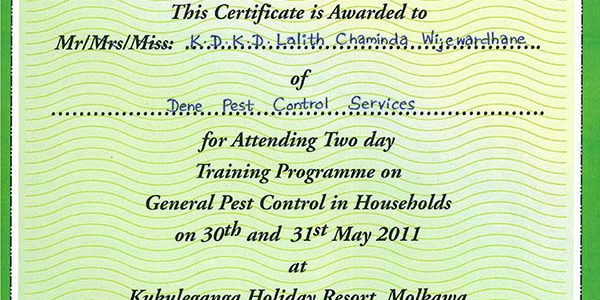 This Certificate is Awarded to
Mr/Mrs/Miss: K.D.K.D. Lalith Chaminda Wijewardhane
of
Dene Pest Control Services
for Attending Two day
Training Programme on
General Pest Control in Households
on 30th and 31st May 2011
at
Kukuleganga Holiday Resort, Molkawa